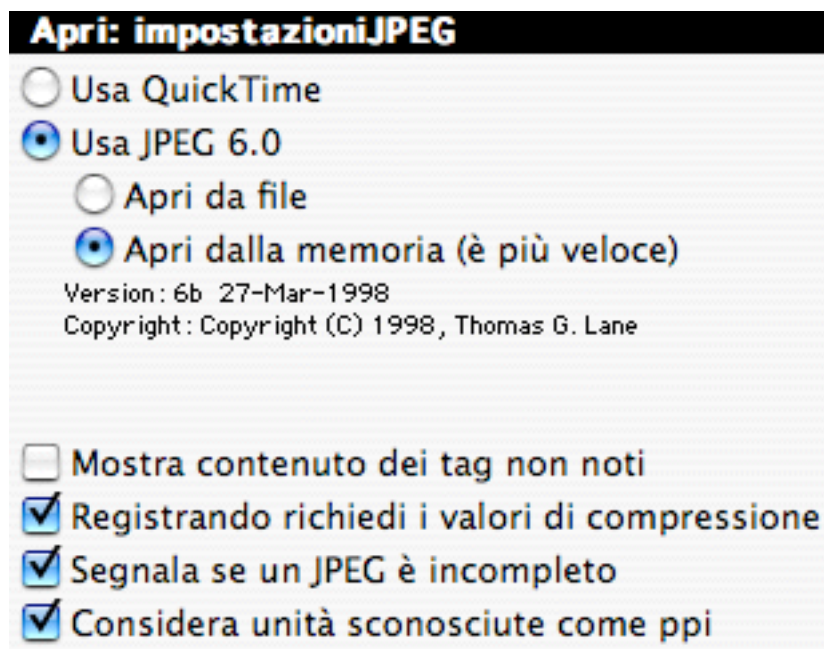 Apri: impostazioniJPEG
Usa QuickTime
Usa JPEG 6.0
Apri da file
Apri dalla memoria (è più veloce)
Version: 6b 27-Mar-1998
Copyright: Copyright (C) 1998, Thomas G. Lane
Mostra contenuto dei tag non noti
Registrando richiedi i valori di compressione
Segnala se un JPEG è incompleto
Considera unità sconosciute come ppi